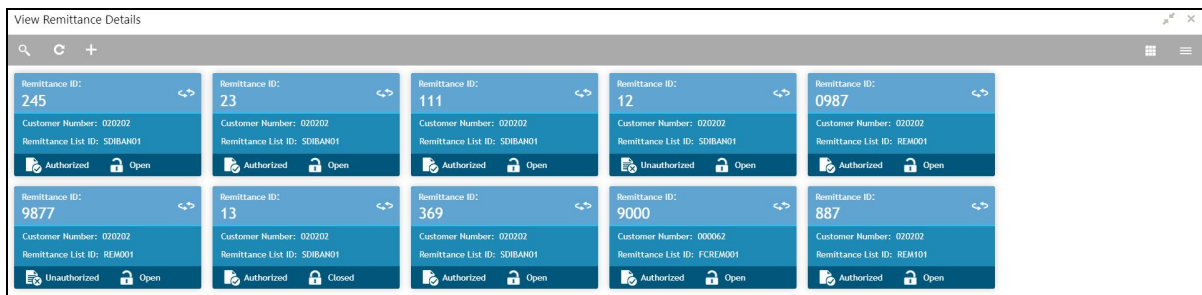 View Remittance Details
Remittance ID:
245
Customer Number: 020202
Remittance List ID: SDIBAN01
Authorized Open
Remittance ID:
23
Customer Number: 020202
Remittance List ID: SDIBAN01
Authorized Open
Remittance ID:
111
Customer Number: 020202
Remittance List ID: SDIBAN01
Authorized Open
Remittance ID:
12
Customer Number: 020202
Remittance List ID: SDIBAN01
Unauthorized Open
Remittance ID:
0987
Customer Number: 020202
Remittance List ID: REM001
Authorized Open
Remittance ID:
9877
Customer Number: 020202
Remittance List ID: REM001
Unauthorized Open
Remittance ID:
13
Customer Number: 020202
Remittance List ID: SDIBAN01
Authorized Closed
Remittance ID:
369
Customer Number: 020202
Remittance List ID: SDIBAN01
Authorized Open
Remittance ID:
9000
Customer Number: 000062
Remittance List ID: FCREM001
Authorized Open
Remittance ID:
887
Customer Number: 020202
Remittance List ID: REM101
Authorized Open